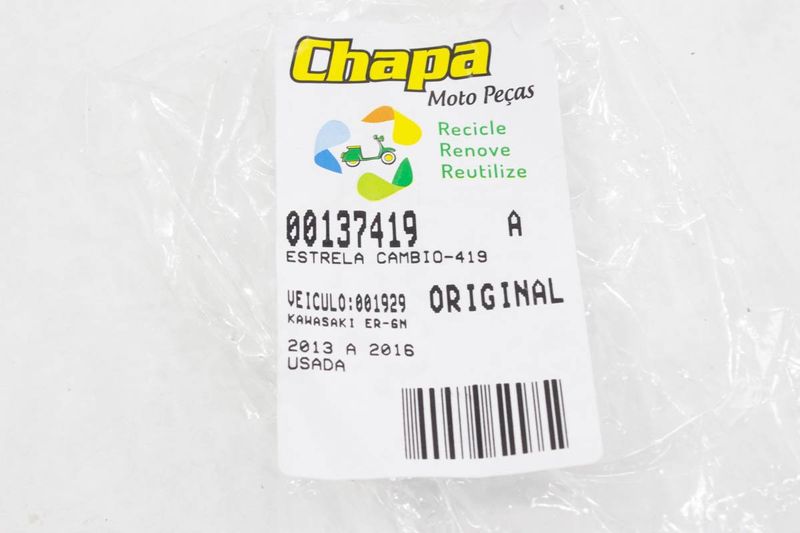 Chapa
Moto Peças
Recicle
Renove
Reutilize
00137419 A
ESTRELA CAMBIO-419
VEICULO:001929 ORIGINAL
KAWASAKI ER-6N
2013 A 2016
USADA